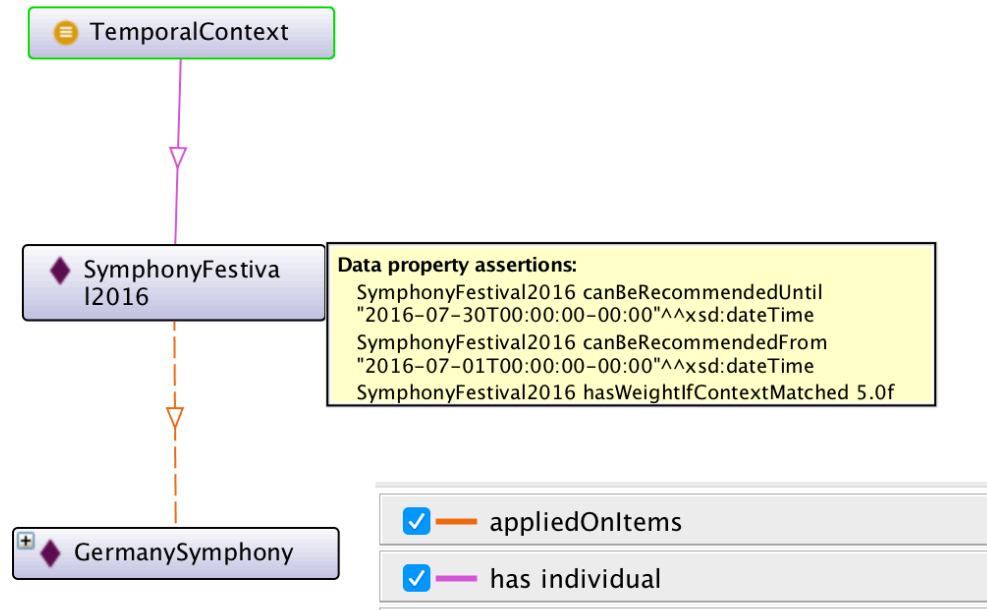 TemporalContext
SymphonyFestiva
l2016
Data property assertions:
SymphonyFestival2016 canBeRecommendedUntil
"2016-07-30T00:00:00-00:00"^^xsd:dateTime
SymphonyFestival2016 canBeRecommendedFrom
"2016-07-01T00:00:00-00:00"^^xsd:dateTime
SymphonyFestival2016 hasWeightIfContextMatched 5.0f
GermanySymphony
appliedOnItems
has individual